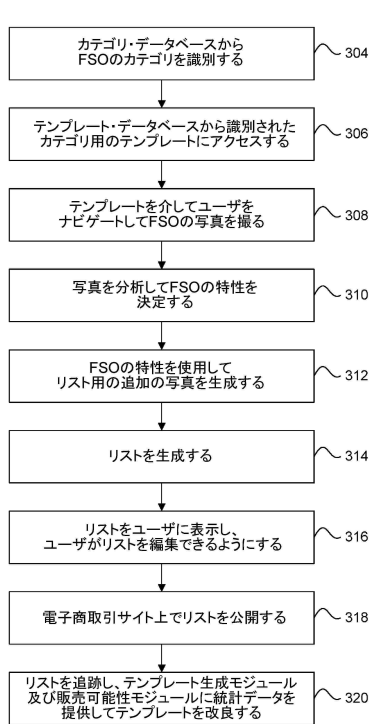 カテゴリ・データベースから
FSOのカテゴリを識別する
304
テンプレート・データベースから識別された
カテゴリ用のテンプレートにアクセスする
306
テンプレートを介してユーザを
ナビゲートしてFSOの写真を撮る
308
写真を分析してFSOの特性を
決定する
310
FSOの特性を使用して
リスト用の追加の写真を生成する
312
リストを生成する
314
リストをユーザに表示し、
ユーザがリストを編集できるようにする
316
電子商取引サイト上でリストを公開する
318
リストを追跡し、テンプレート生成モジュール
及び販売可能性モジュールに統計データを
提供してテンプレートを改良する
320